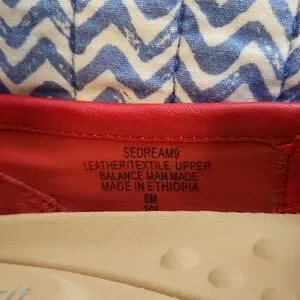 SEDREAM9
LEATHER/TEXTILE UPPER
BALANCE MAN MADE
MADE IN ETHIOPIA
6M